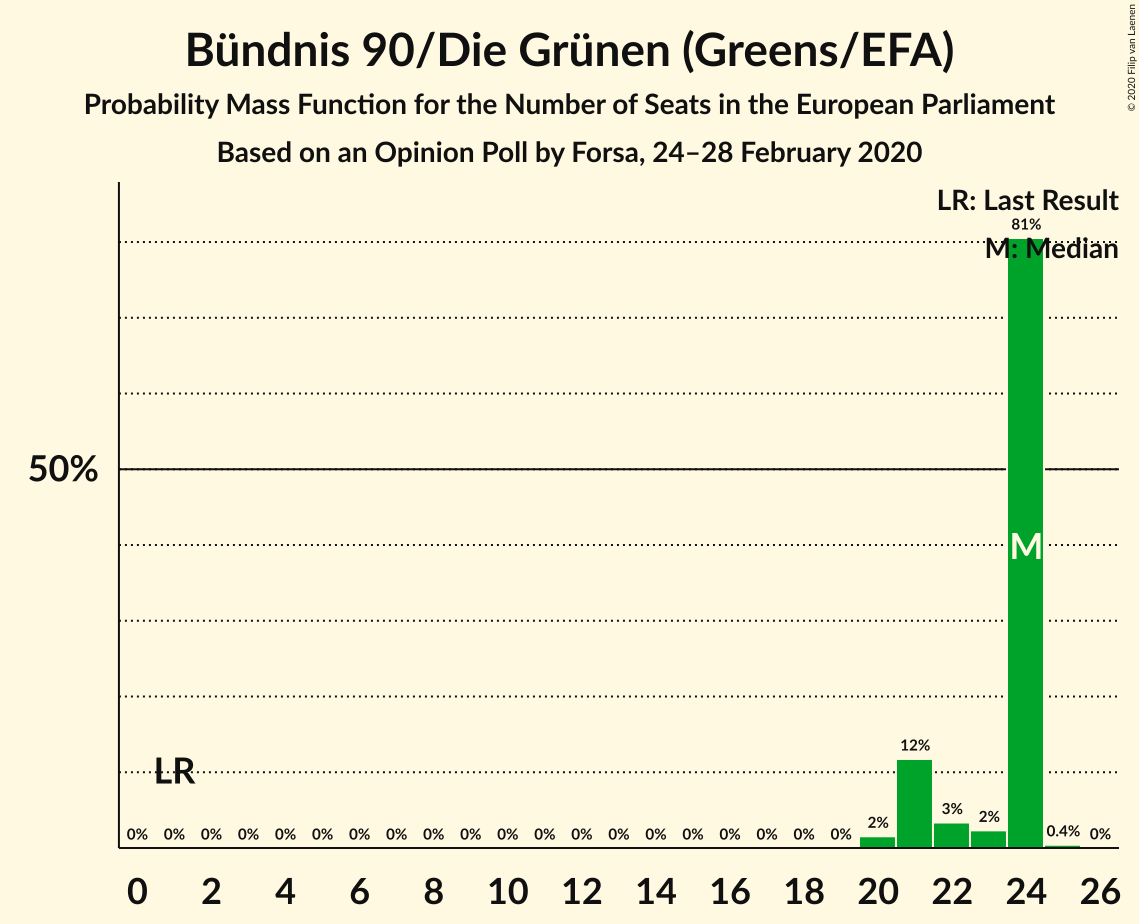 Bündnis 90/Die Grünen (Greens/EFA)
Probability Mass Function for the Number of Seats in the European Parliament
Based on an Opinion Poll by Forsa, 24–28 February 2020
© 2020 Filip van Laenen
LR: Last Result
81%
M: Median
50%
M
LR
0% 0% 0% 0% 0% 0% 0% 0% 0% 0% 0% 0% 0% 0% 0% 0% 0% 0% 0% 0% 2% 12% 3% 2% 0.4% 0%
0 2 4 6 8 10 12 14 16 18 20 22 24 26